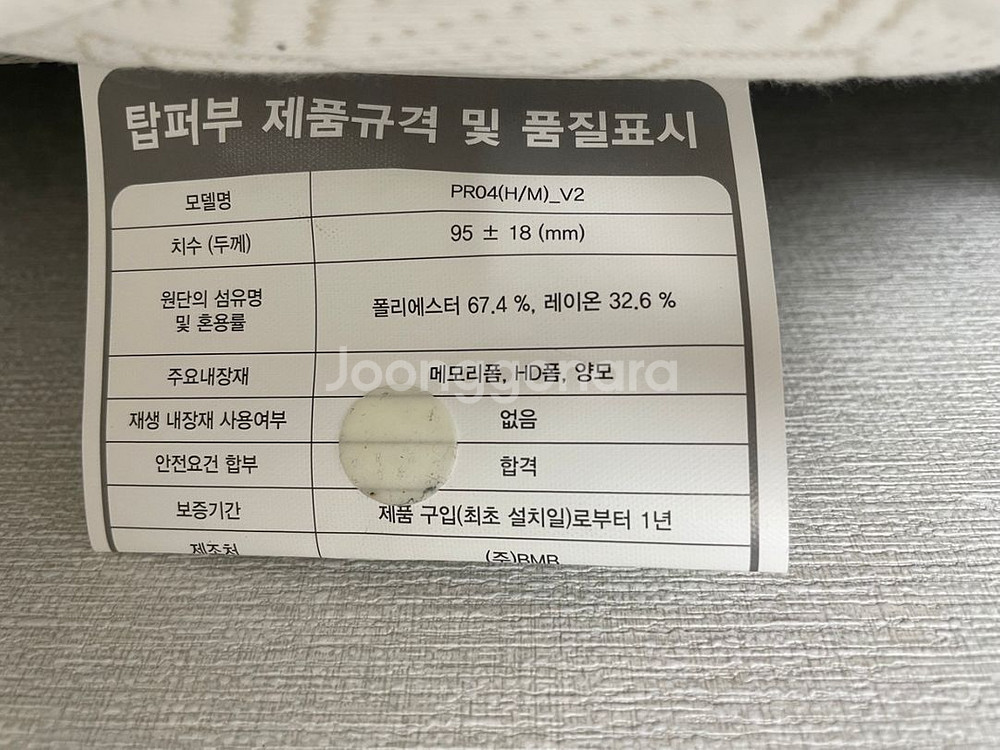 탑퍼부 제품규격 및 품질표시
모델명 PR04(H/M)_V2
치수 (두께) 95 ± 18 (mm)
원단의 섬유명
및 혼용률
폴리에스터 67.4 %, 레이온 32.6 %
주요내장재 메모리폼, HD폼, 양모
Joonggonara
재생 내장재 사용여부 없음
안전요건 합부 합격
보증기간 제품 구입(최초 설치일)로부터 1년
제조처 (주)BMB